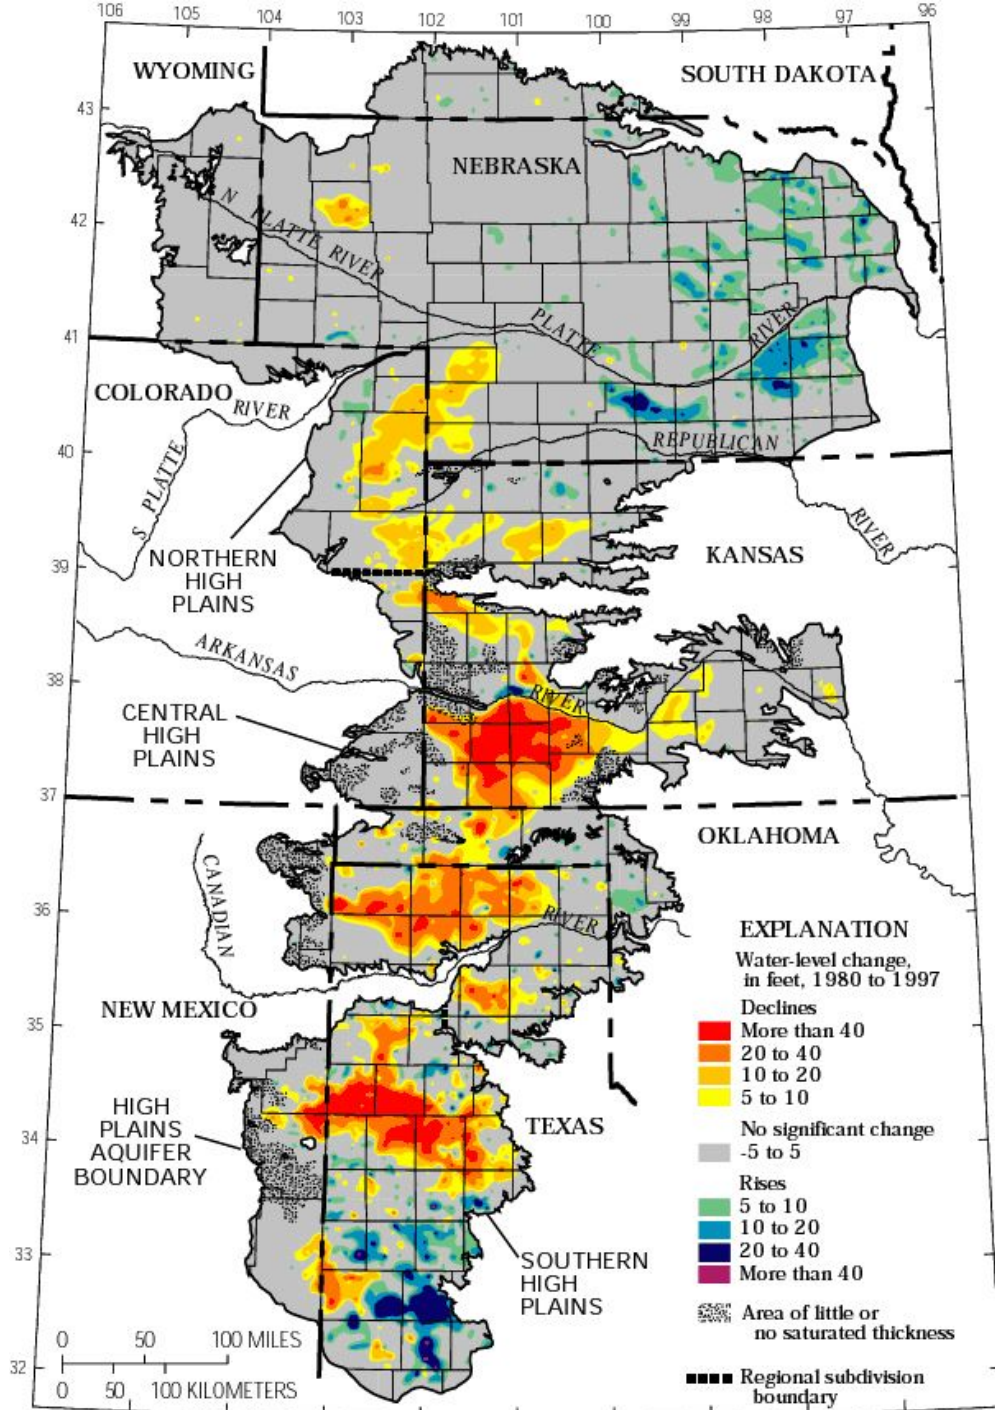 106 105 104 103 102 101 100 99 98 97 96
WYOMING
SOUTH DAKOTA
43
NEBRASKA
42
N PLATTE RIVER
41
PLATTE RIVER
COLORADO
RIVER
S PLATTE
40
REPUBLICAN
RIVER
39
NORTHERN
HIGH
PLAINS
KANSAS
ARKANSAS
38
RIVER
CENTRAL
HIGH
PLAINS
37
OKLAHOMA
CANADIAN
36
RIVER
EXPLANATION
Water-level change,
in feet, 1980 to 1997
Declines
More than 40
20 to 40
10 to 20
5 to 10
No significant change
-5 to 5
Rises
5 to 10
10 to 20
20 to 40
More than 40
Area of little or
no saturated thickness
Regional subdivision
boundary
NEW MEXICO
35
HIGH
PLAINS
AQUIFER
BOUNDARY
TEXAS
34
33
SOUTHERN
HIGH
PLAINS
0 50 100 MILES
32
0 50 100 KILOMETERS